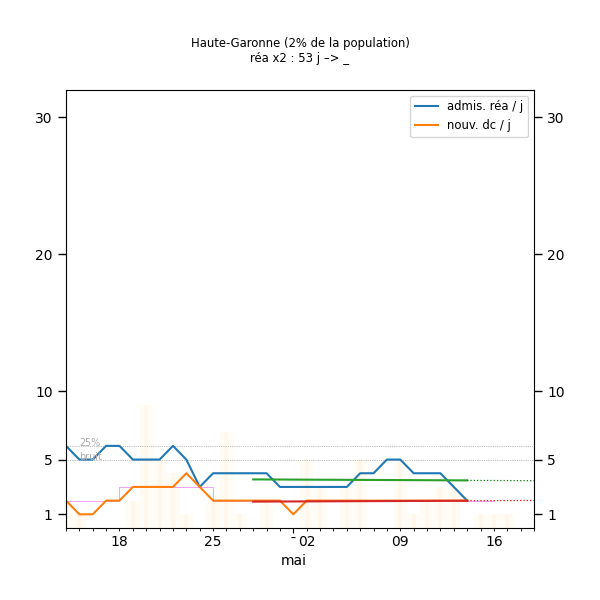 Haute-Garonne (2% de la population)
réa x2 : 53 j –> _
admis. réa / j
nouv. dc / j
30 30
20 20
10 10
25%
5 5
bruit
1 1
18 25 02 09 16
mai